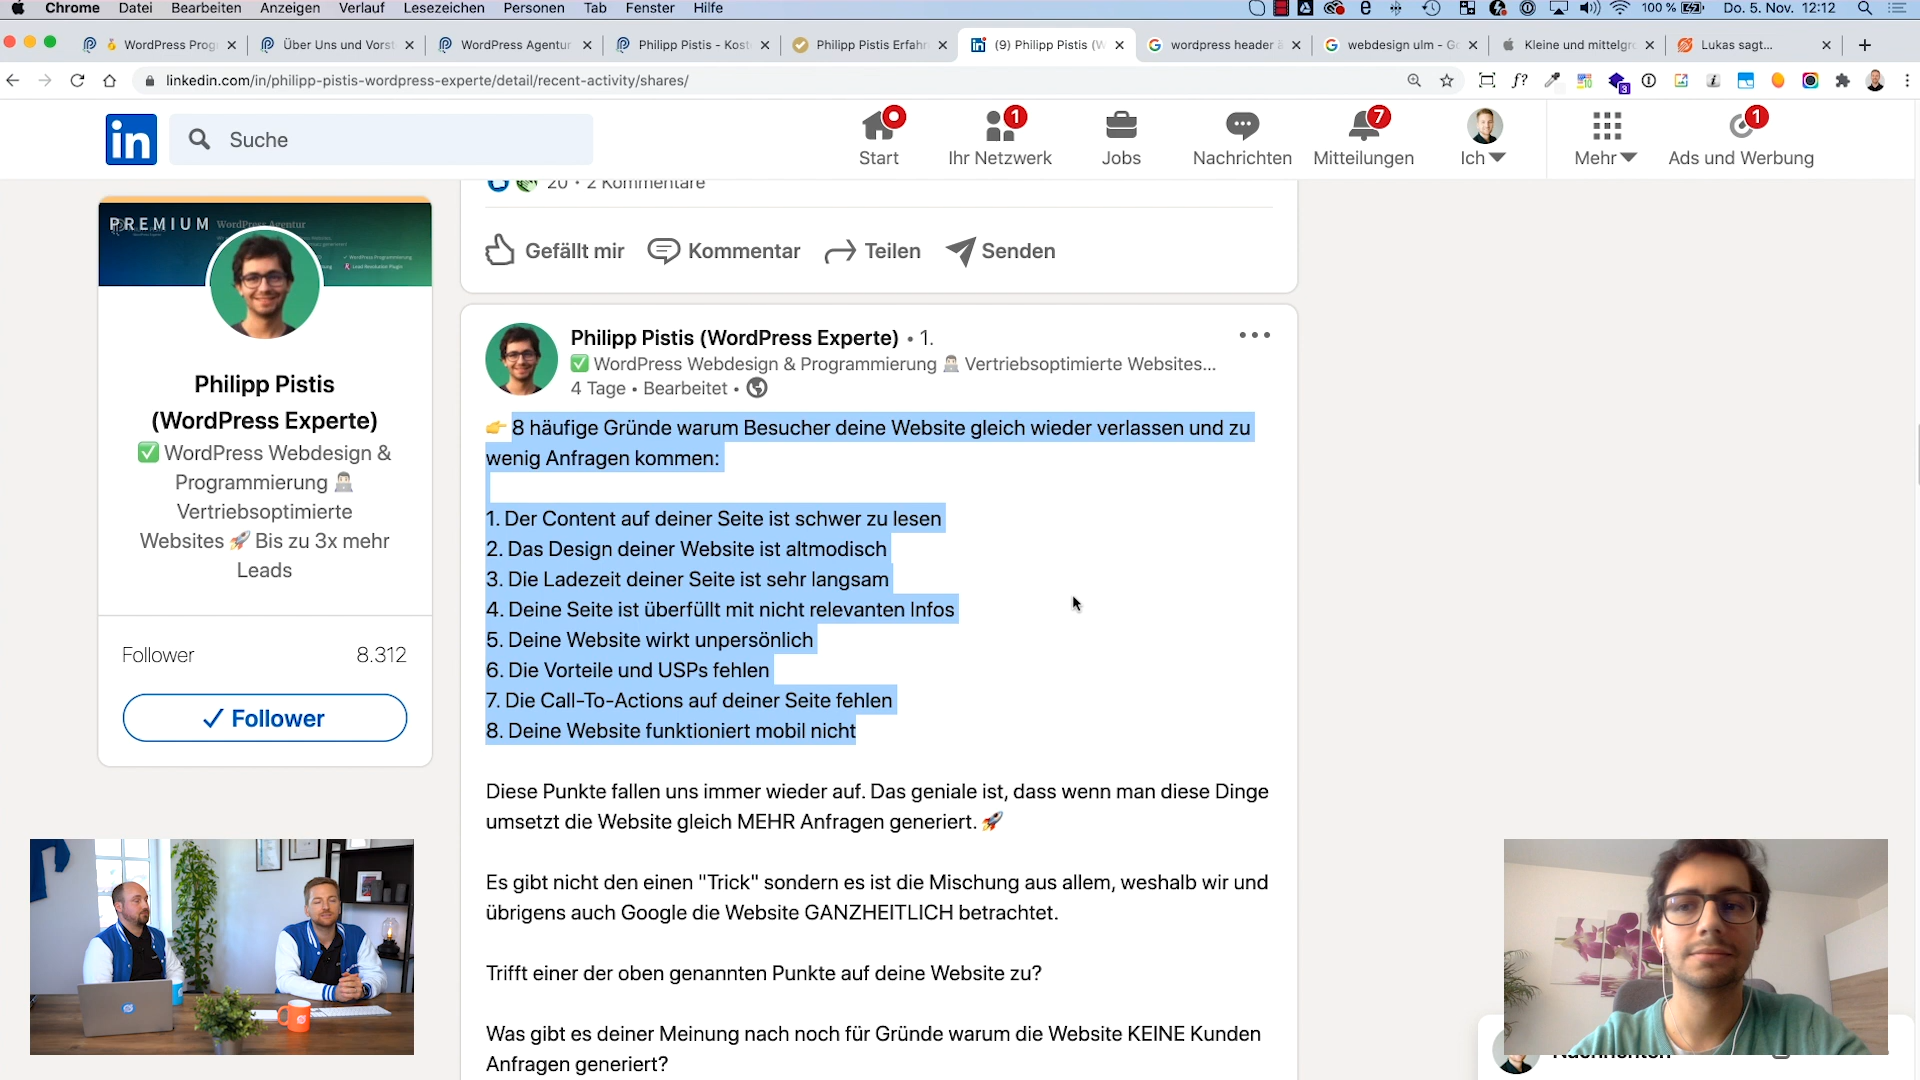 Chrome Datei Bearbeiten Anzeigen Verlauf Lesezeichen Personen Tab Fenster Hilfe 100 % Do. 5. Nov. 12:12
WordPress Prog Über Uns und Vorst WordPress Agentur Philipp Pistis - Kost Philipp Pistis Erfahr (9) Philipp Pistis (W wordpress header webdesign ulm - Go Kleine und mittelgr Lukas sagt...
linkedin.com/in/philipp-pistis-wordpress-experte/detail/recent-activity/shares/
in Suche
Start Ihr Netzwerk Jobs Nachrichten Mitteilungen Ich Mehr Ads und Werbung
1 7 1
20 • 2 Kommentare
Gefällt mir Kommentar Teilen Senden
PREMIUM
WordPress Agentur
Philipp Pistis
(WordPress Experte)
✅ WordPress Webdesign &
Programmierung 👨🏻‍💻
Vertriebsoptimierte
Websites 🚀 Bis zu 3x mehr
Leads
Follower 8.312
✓ Follower
Philipp Pistis (WordPress Experte) • 1.
✅ WordPress Webdesign & Programmierung 👨🏻‍💻 Vertriebsoptimierte Websites...
4 Tage • Bearbeitet •
👉 8 häufige Gründe warum Besucher deine Website gleich wieder verlassen und zu
wenig Anfragen kommen:
1. Der Content auf deiner Seite ist schwer zu lesen
2. Das Design deiner Website ist altmodisch
3. Die Ladezeit deiner Seite ist sehr langsam
4. Deine Seite ist überfüllt mit nicht relevanten Infos
5. Deine Website wirkt unpersönlich
6. Die Vorteile und USPs fehlen
7. Die Call-To-Actions auf deiner Seite fehlen
8. Deine Website funktioniert mobil nicht
Diese Punkte fallen uns immer wieder auf. Das geniale ist, dass wenn man diese Dinge
umsetzt die Website gleich MEHR Anfragen generiert. 🚀
Es gibt nicht den einen "Trick" sondern es ist die Mischung aus allem, weshalb wir und
übrigens auch Google die Website GANZHEITLICH betrachtet.
Trifft einer der oben genannten Punkte auf deine Website zu?
Was gibt es deiner Meinung nach noch für Gründe warum die Website KEINE Kunden
Anfragen generiert?
Nachrichten